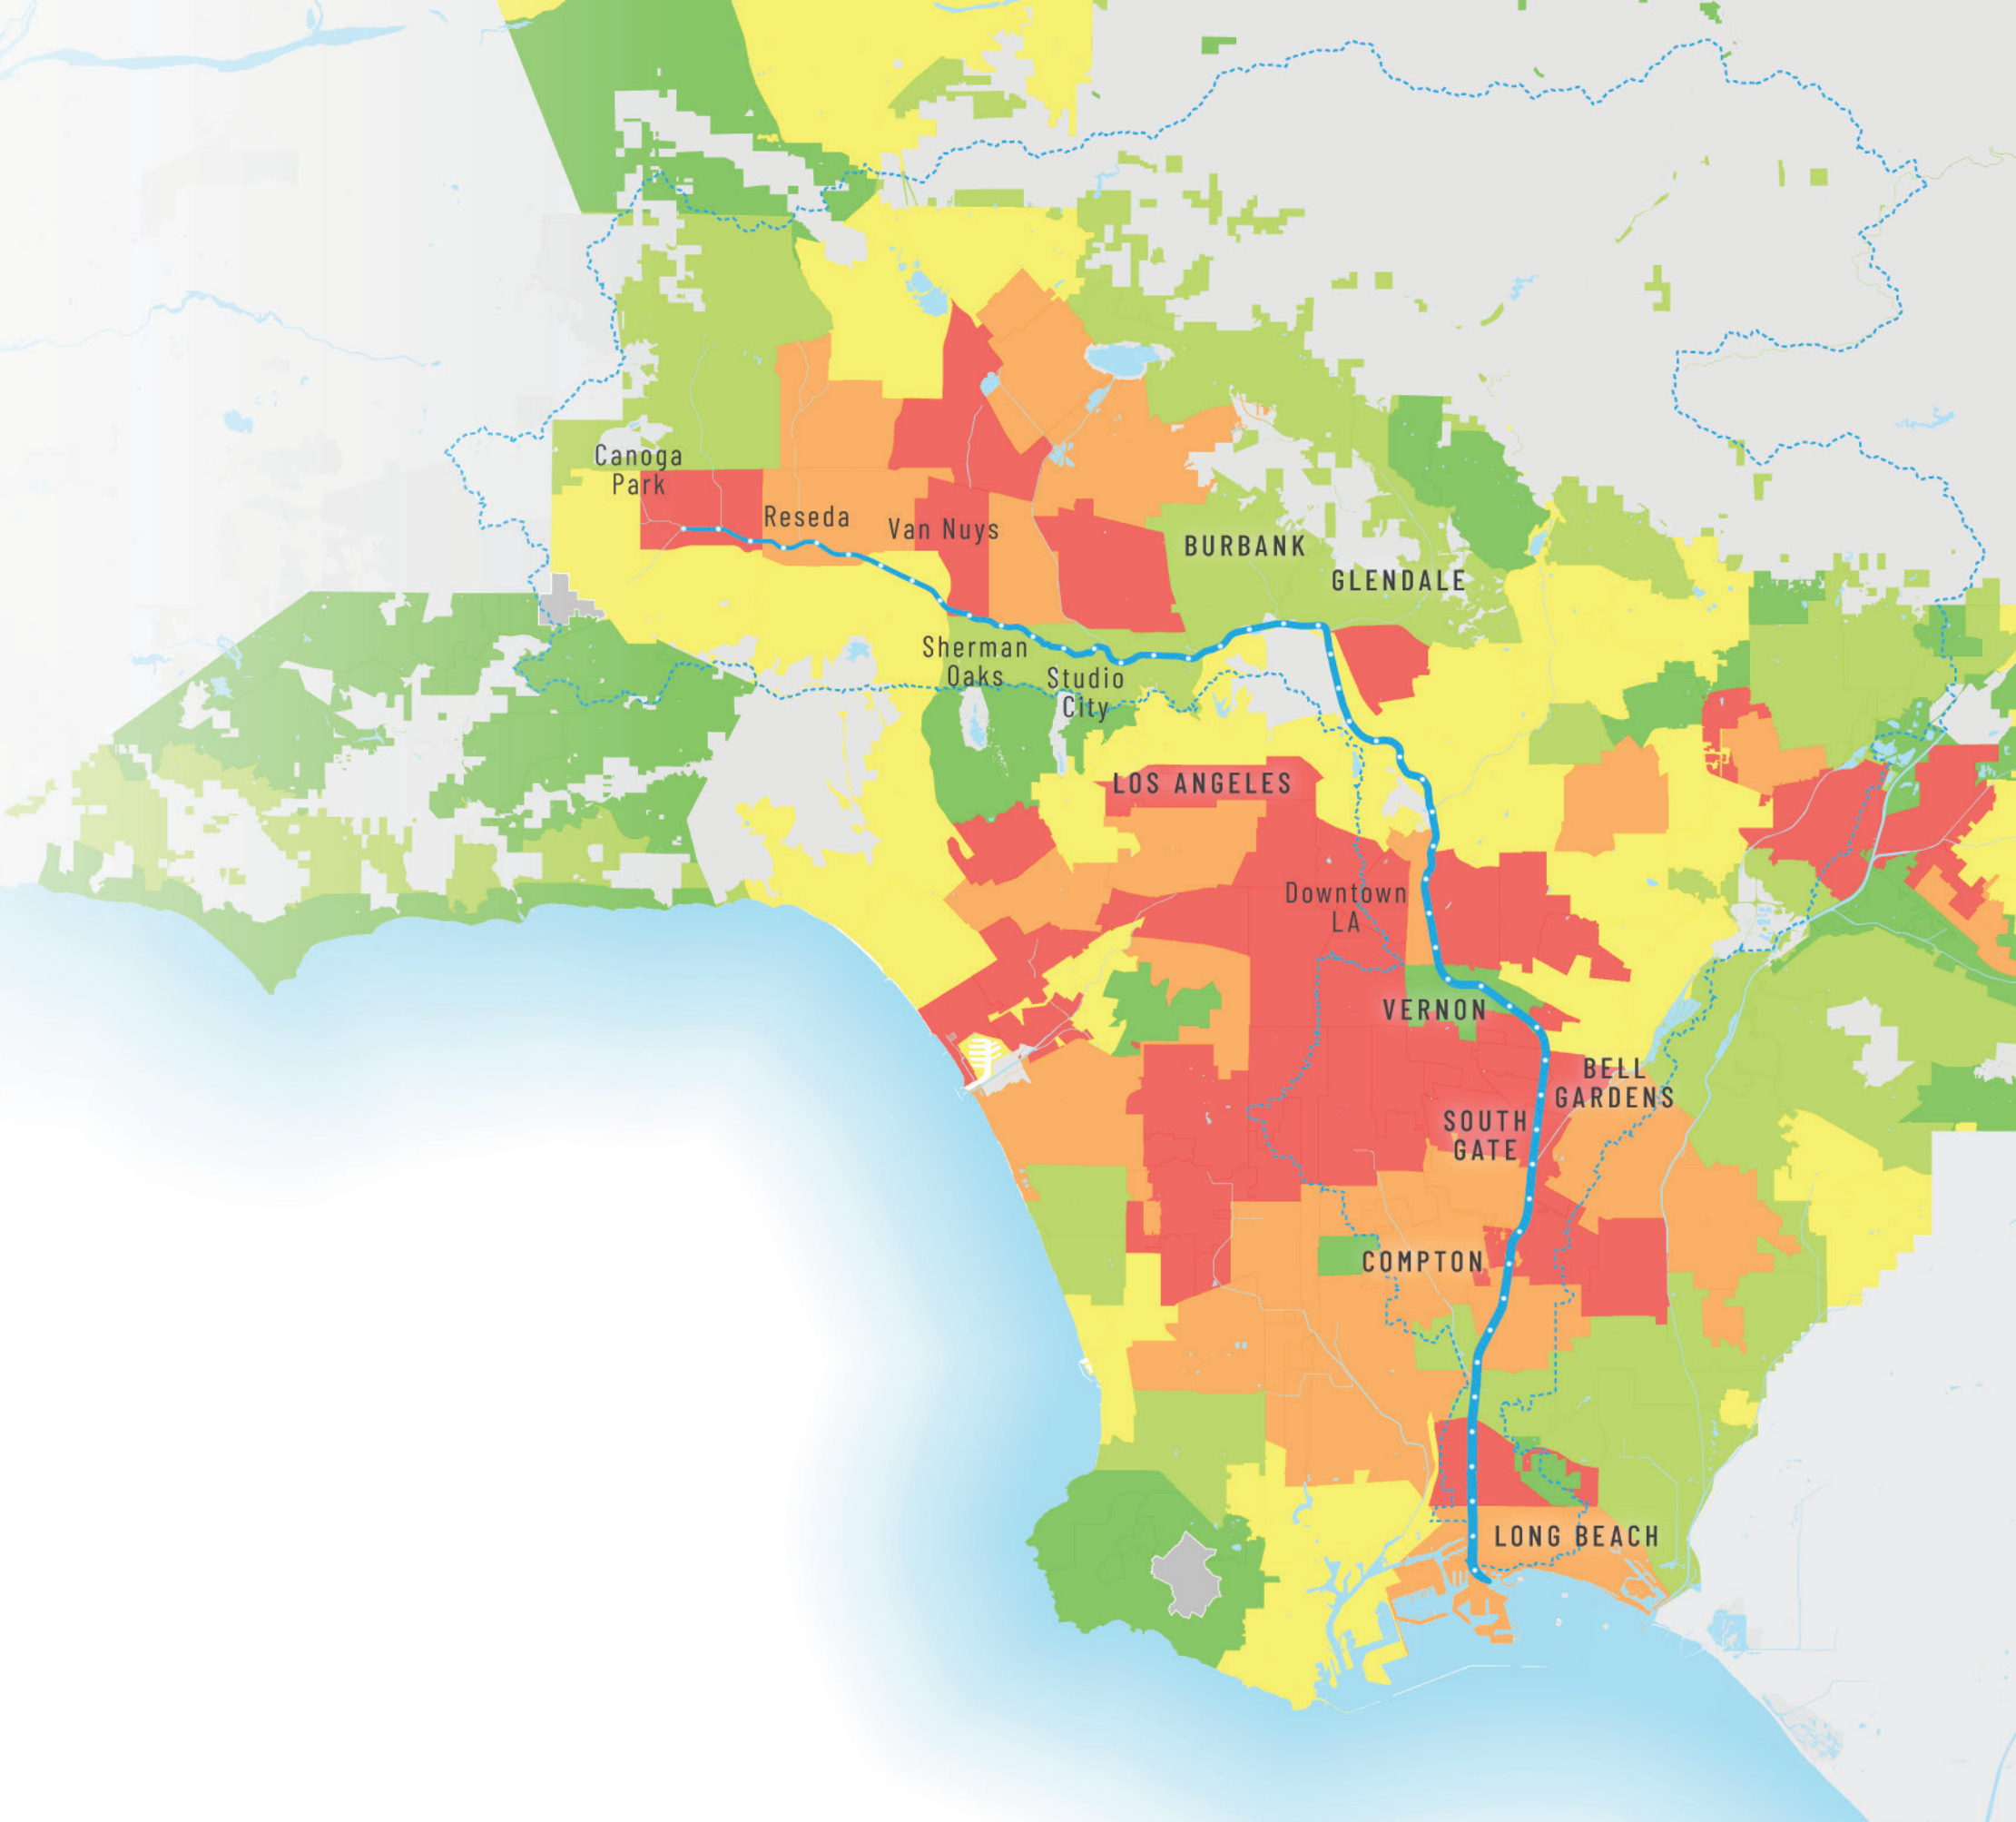 Canoga
Park
Reseda
Van Nuys
BURBANK
GLENDALE
Sherman
Oaks
Studio
City
LOS ANGELES
Downtown
LA
VERNON
BELL
GARDENS
SOUTH
GATE
COMPTON
LONG BEACH